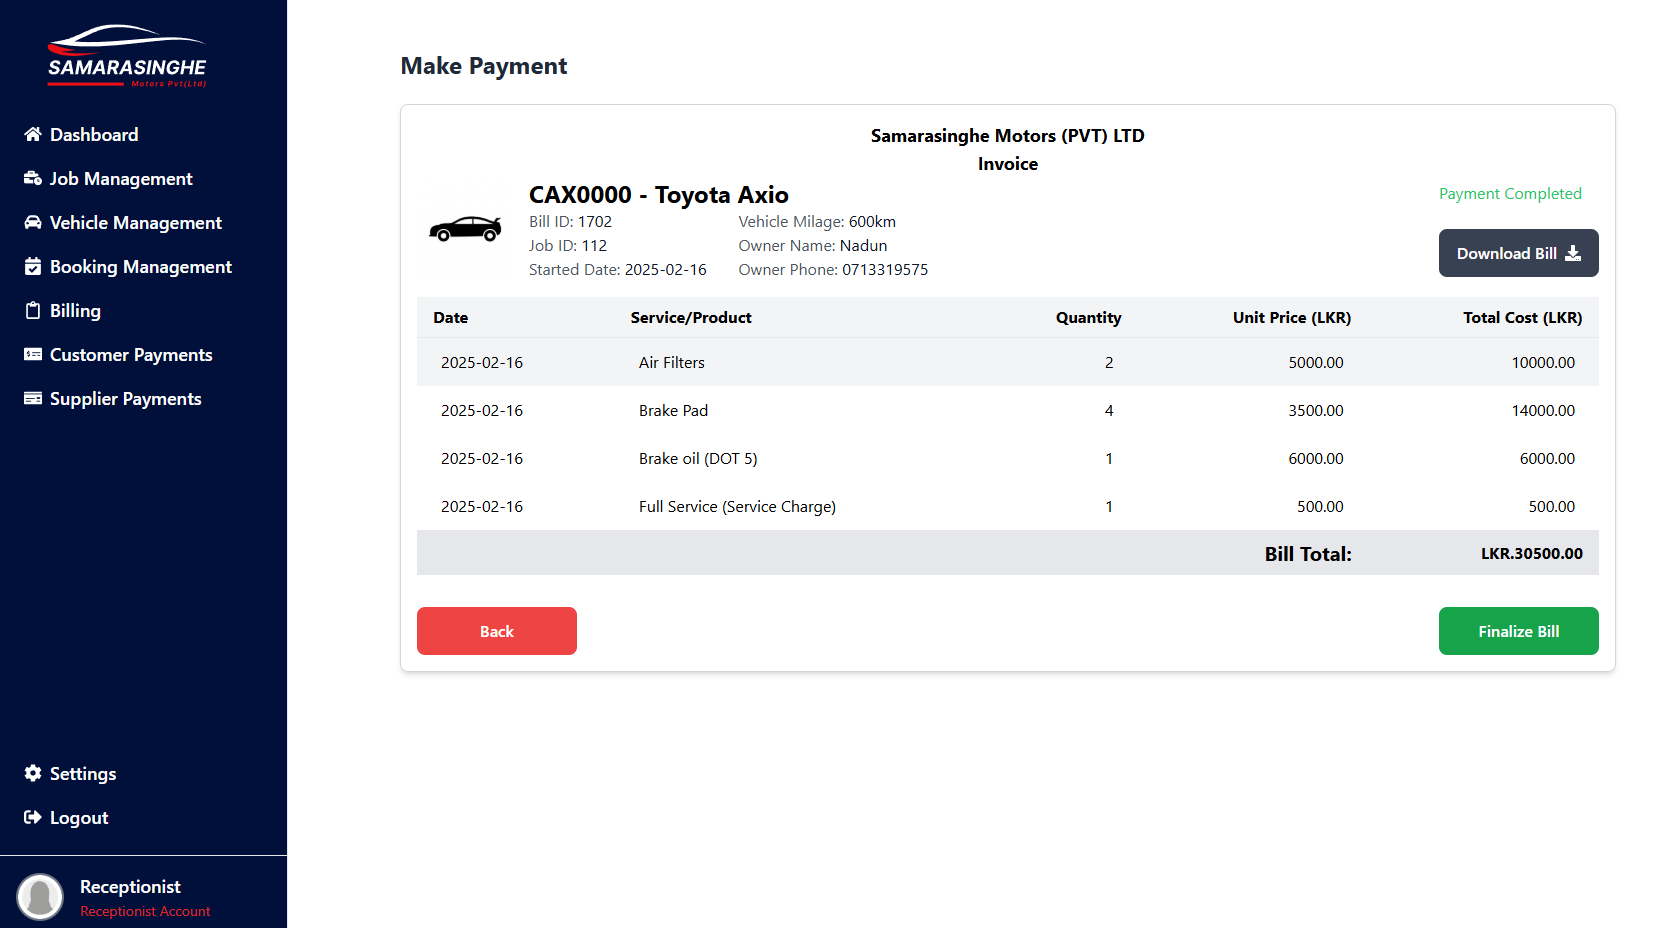 SAMARASINGHE
Motors Pvt(Ltd)
Dashboard
Job Management
Vehicle Management
Booking Management
Billing
Customer Payments
Supplier Payments
Settings
Logout
Receptionist
Receptionist Account
Make Payment
Samarasinghe Motors (PVT) LTD
Invoice
CAX0000 - Toyota Axio
Bill ID: 1702 Vehicle Milage: 600km
Job ID: 112 Owner Name: Nadun
Started Date: 2025-02-16 Owner Phone: 0713319575
Payment Completed
Download Bill
Date Service/Product Quantity Unit Price (LKR) Total Cost (LKR)
2025-02-16 Air Filters 2 5000.00 10000.00
2025-02-16 Brake Pad 4 3500.00 14000.00
2025-02-16 Brake oil (DOT 5) 1 6000.00 6000.00
2025-02-16 Full Service (Service Charge) 1 500.00 500.00
Bill Total: LKR.30500.00
Back Finalize Bill